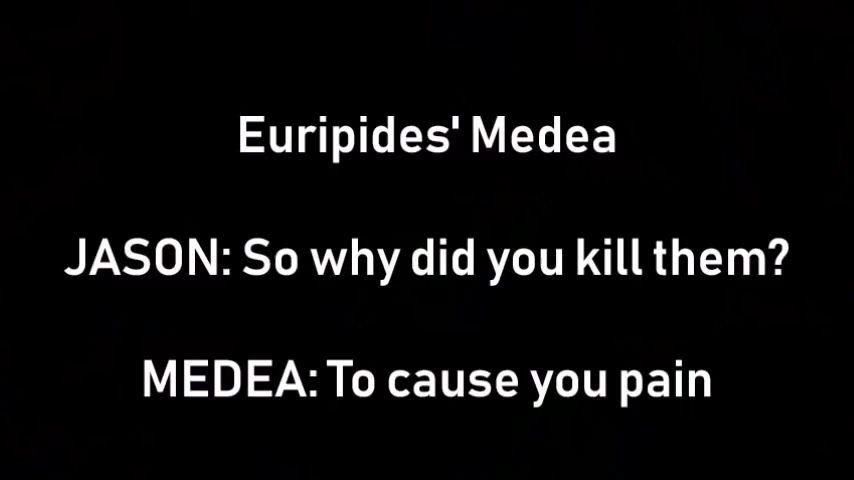 Euripides' Medea
JASON: So why did you kill them?
MEDEA: To cause you pain